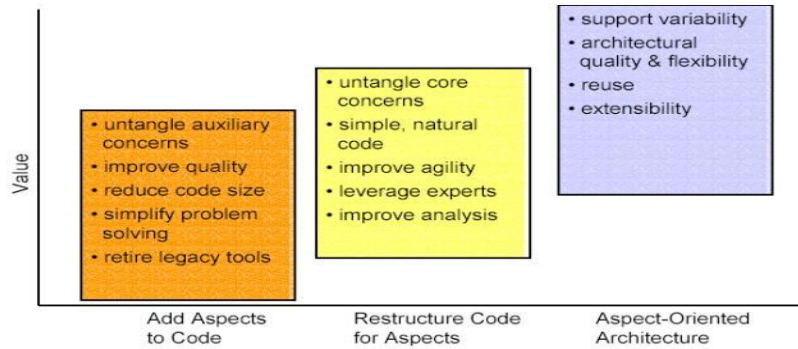 Value
• untangle auxiliary
concerns
• improve quality
• reduce code size
• simplify problem
solving
• retire legacy tools
• untangle core
concerns
• simple, natural
code
• improve agility
• leverage experts
• improve analysis
• support variability
• architectural
quality & flexibility
• reuse
• extensibility
Add Aspects
to Code
Restructure Code
for Aspects
Aspect-Oriented
Architecture